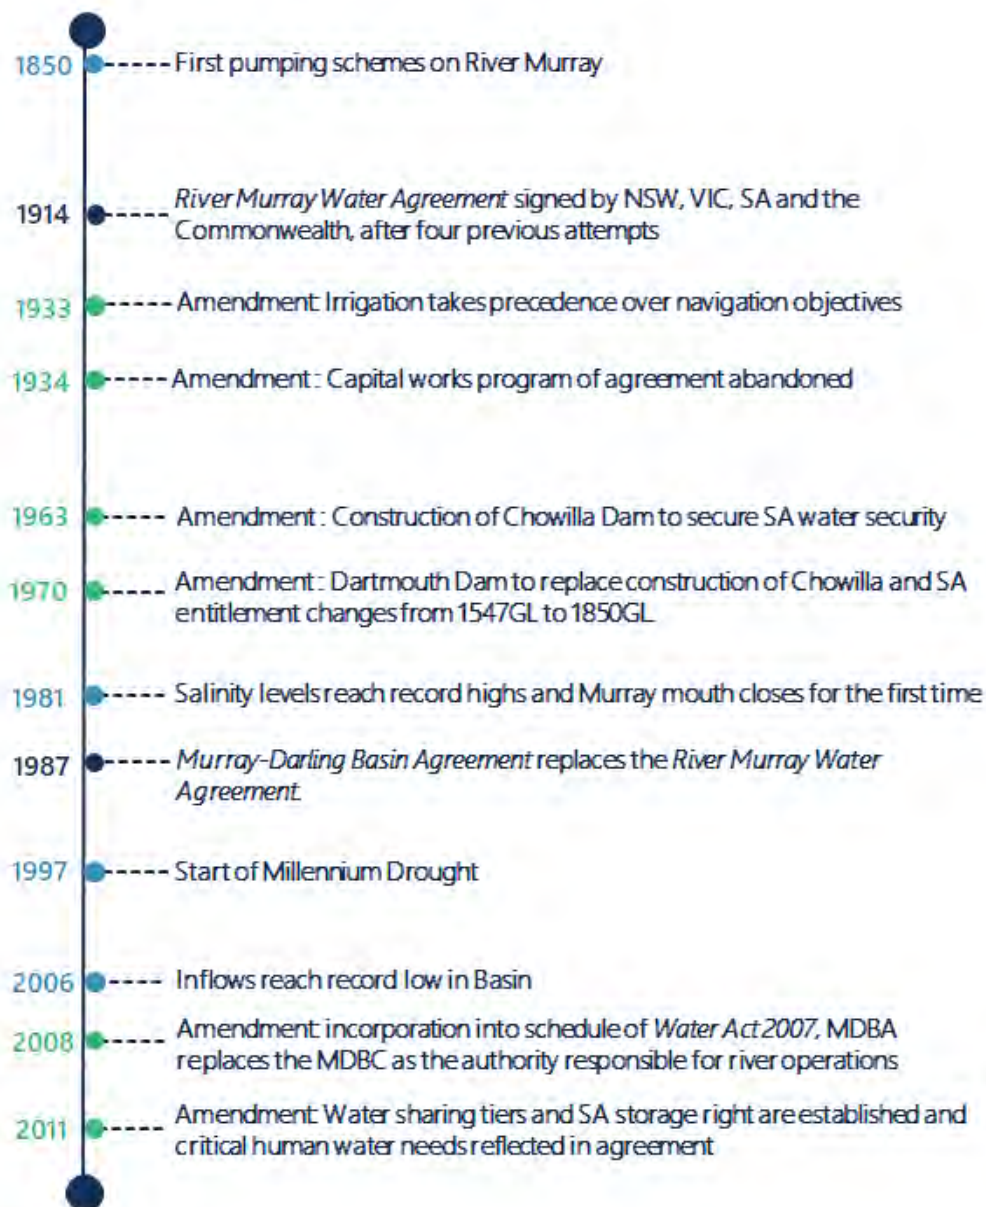 1850 First pumping schemes on River Murray
1914 River Murray Water Agreement signed by NSW, VIC, SA and the
Commonwealth, after four previous attempts
1933 Amendment: Irrigation takes precedence over navigation objectives
1934 Amendment : Capital works program of agreement abandoned
1963 Amendment : Construction of Chowilla Dam to secure SA water security
1970 Amendment : Dartmouth Dam to replace construction of Chowilla and SA
entitlement changes from 1547GL to 1850GL
1981 Salinity levels reach record highs and Murray mouth closes for the first time
1987 Murray-Darling Basin Agreement replaces the River Murray Water
Agreement.
1997 Start of Millennium Drought
2006 Inflows reach record low in Basin
2008 Amendment: incorporation into schedule of Water Act 2007, MDBA
replaces the MDBC as the authority responsible for river operations
2011 Amendment: Water sharing tiers and SA storage right are established and
critical human water needs reflected in agreement